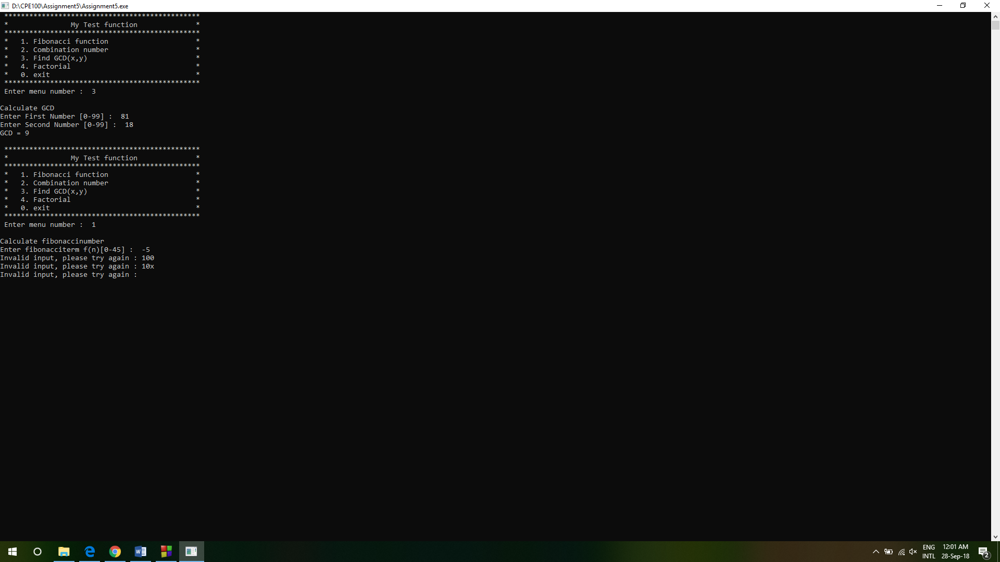 D:\CPE100\Assignment5\Assignment5.exe
***********************************************
*               My Test function              *
***********************************************
*   1. Fibonacci function                     *
*   2. Combination number                     *
*   3. Find GCD(x,y)                          *
*   4. Factorial                              *
*   0. exit                                   *
***********************************************
Enter menu number :  3
Calculate GCD
Enter First Number [0-99] :  81
Enter Second Number [0-99] :  18
GCD = 9
***********************************************
*               My Test function              *
***********************************************
*   1. Fibonacci function                     *
*   2. Combination number                     *
*   3. Find GCD(x,y)                          *
*   4. Factorial                              *
*   0. exit                                   *
***********************************************
Enter menu number :  1
Calculate fibonaccinumber
Enter fibonacciterm f(n)[0-45] :  -5
Invalid input, please try again : 100
Invalid input, please try again : 10x
Invalid input, please try again :
ENG 12:01 AM
INTL 28-Sep-18
2